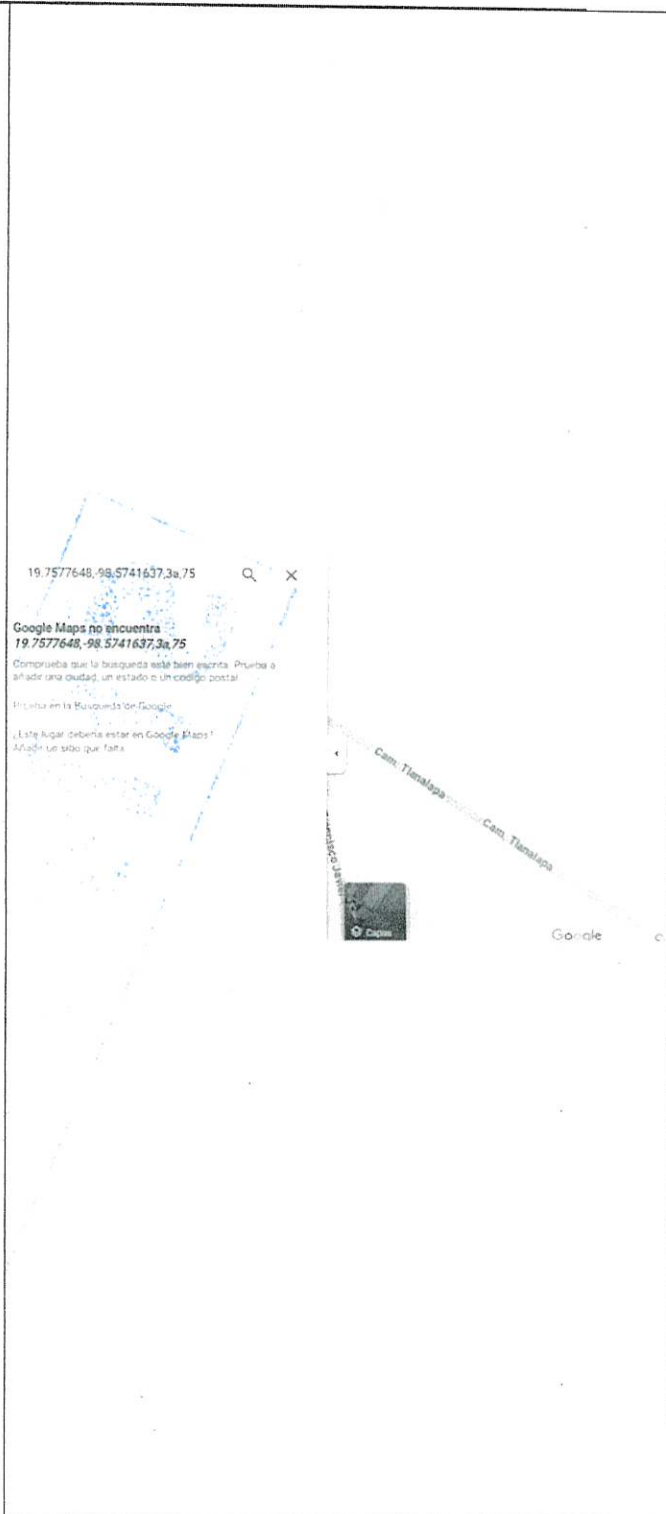 19.7577648,-98.5741637,3a,75
Google Maps no encuentra
19.7577648,-98.5741637,3a,75
Comprueba que la búsqueda esté bien escrita. Prueba a
añadir una ciudad, un estado o un código postal.
Prueba en la Búsqueda de Google
¿Este lugar debería estar en Google Maps?
Añade un sitio que falta.
Cam. Tlanalapa
Cam. Tlanalapa
Javier
Capas
Google